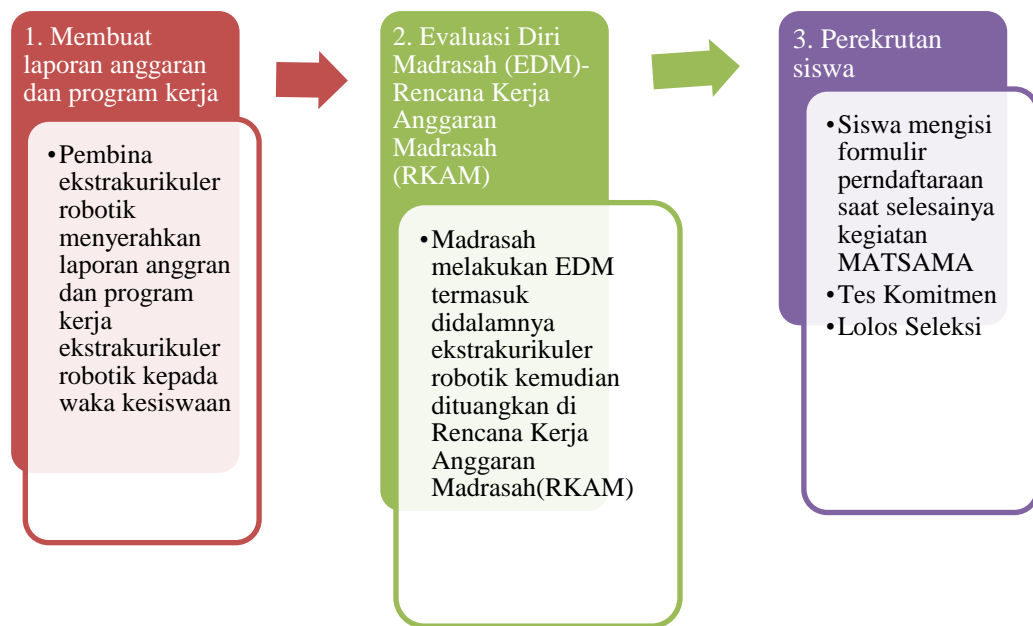 1. Membuat
laporan anggaran
dan program kerja
•Pembina
ekstrakurikuler
robotik
menyerahkan
laporan anggran
dan program
kerja
ekstrakurikuler
robotik kepada
waka kesiswaan
2. Evaluasi Diri
Madrasah (EDM)-
Rencana Kerja
Anggaran
Madrasah
(RKAM)
•Madrasah
melakukan EDM
termasuk
didalamnya
ekstrakurikuler
robotik kemudian
dituangkan di
Rencana Kerja
Anggaran
Madrasah(RKAM)
3. Perekrutan
siswa
•Siswa mengisi
formulir
perndaftaraan
saat selesainya
kegiatan
MATSAMA
•Tes Komitmen
•Lolos Seleksi